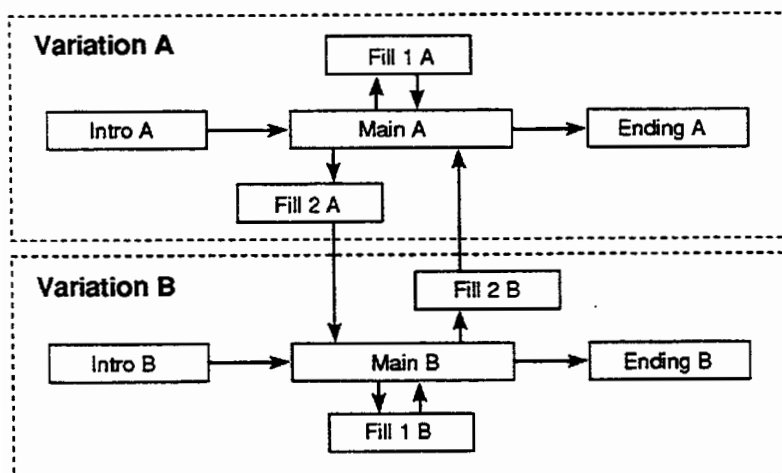 Variation A
Fill 1 A
Intro A
Main A
Ending A
Fill 2 A
Variation B
Fill 2 B
Intro B
Main B
Ending B
Fill 1 B